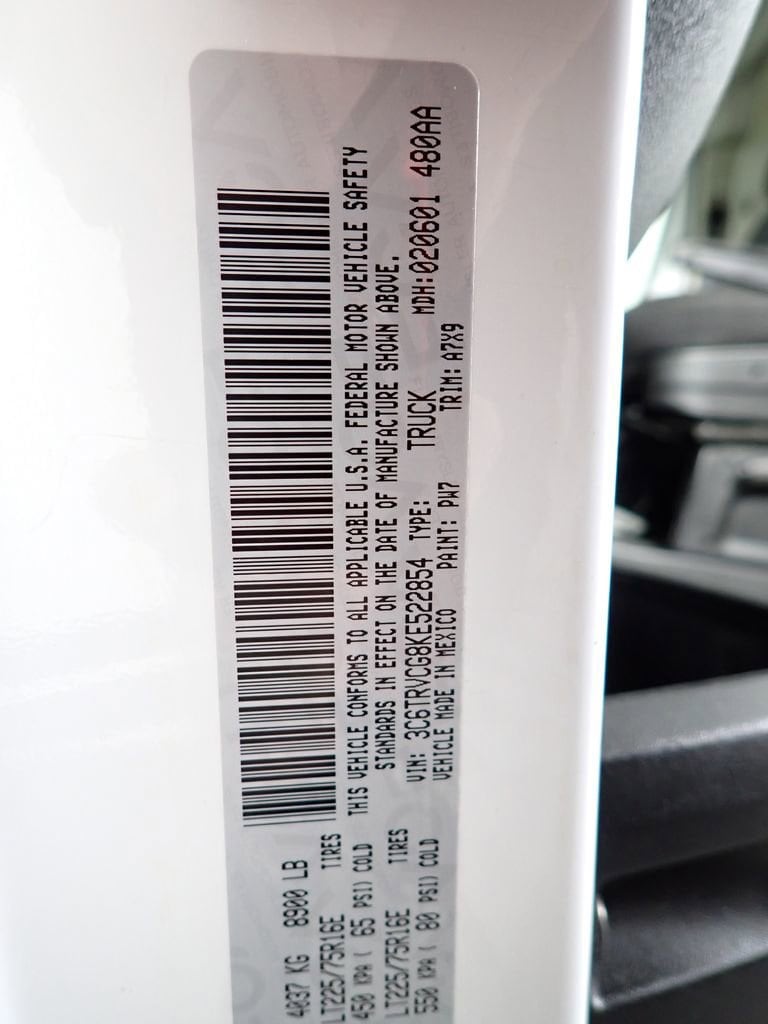 4037 KG 8900 LB
LT225/75R16E TIRES
450 KPA ( 65 PSI) COLD
LT225/75R16E TIRES
550 KPA ( 80 PSI) COLD
THIS VEHICLE CONFORMS TO ALL APPLICABLE U.S.A. FEDERAL MOTOR VEHICLE SAFETY
STANDARDS IN EFFECT ON THE DATE OF MANUFACTURE SHOWN ABOVE.
VIN: 3C6TRVCG8KE522854 TYPE: TRUCK MDH:020601 480AA
VEHICLE MADE IN MEXICO PAINT: PW7 TRIM: A7X9